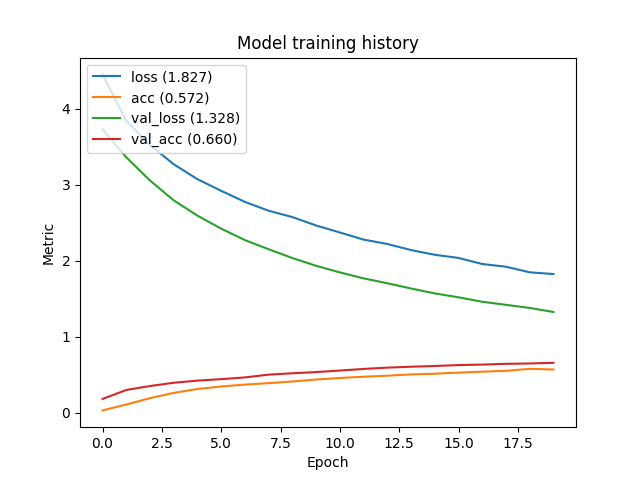 Model training history
loss (1.827)
acc (0.572)
val_loss (1.328)
val_acc (0.660)
Metric
4
3
2
1
0
0.0 2.5 5.0 7.5 10.0 12.5 15.0 17.5
Epoch